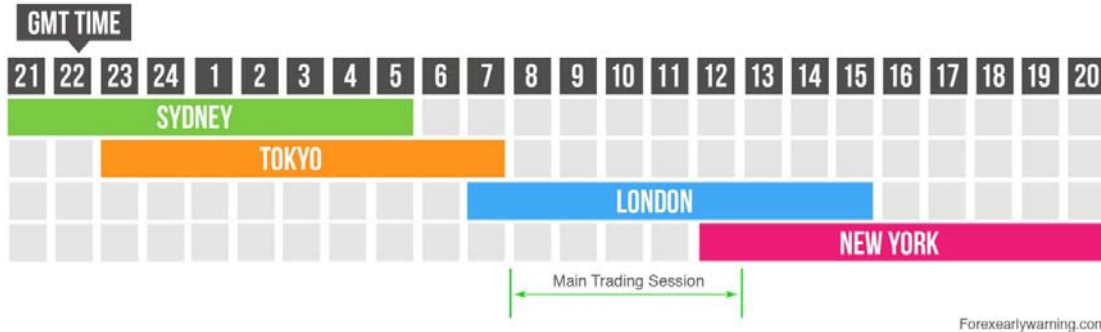 GMT TIME
21 22 23 24 1 2 3 4 5 6 7 8 9 10 11 12 13 14 15 16 17 18 19 20
SYDNEY
TOKYO
LONDON
NEW YORK
Main Trading Session
Forexearlywarning.com